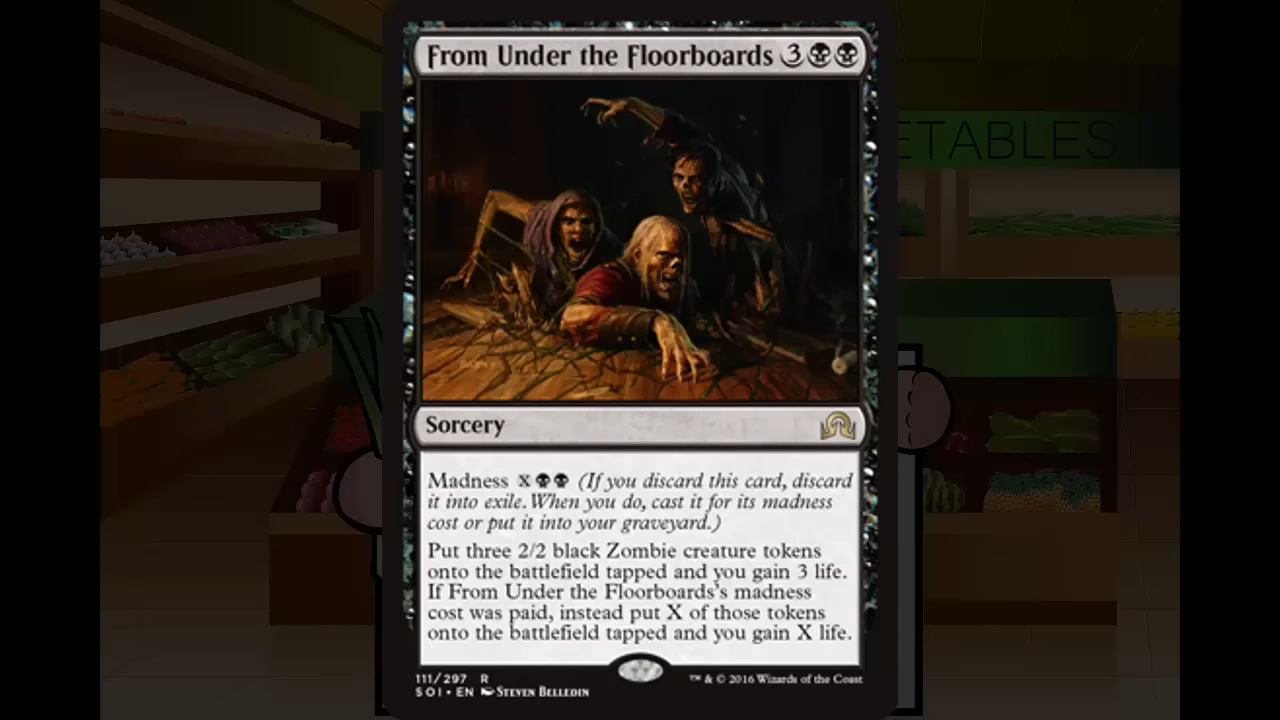 From Under the Floorboards 3
ETABLES
Sorcery
Madness X (If you discard this card, discard
it into exile. When you do, cast it for its madness
cost or put it into your graveyard.)
Put three 2/2 black Zombie creature tokens
onto the battlefield tapped and you gain 3 life.
If From Under the Floorboards's madness
cost was paid, instead put X of those tokens
onto the battlefield tapped and you gain X life.
111/297 R
SOI • EN Steven Belledin
™ & © 2016 Wizards of the Coast